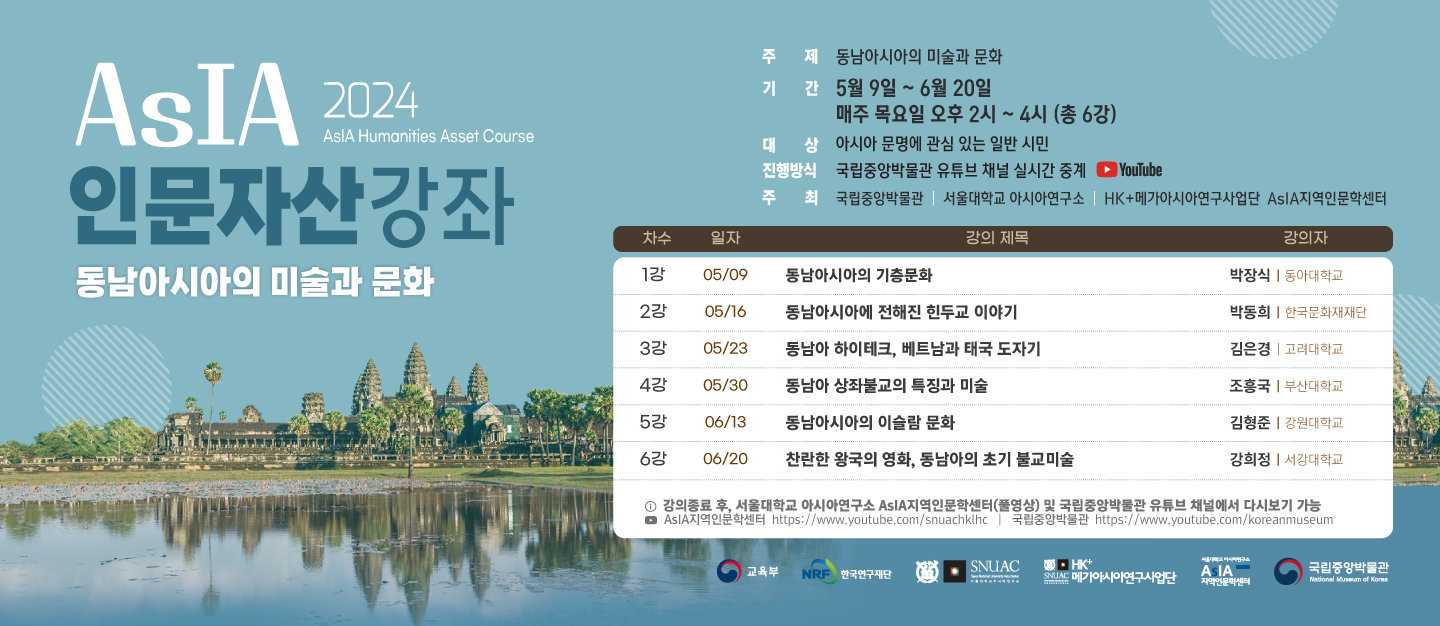 AsIA
2024
AsIA Humanities Asset Course
인문자산강좌
동남아시아의 미술과 문화
주 제 동남아시아의 미술과 문화
기 간 5월 9일 ~ 6월 20일
매주 목요일 오후 2시 ~ 4시 (총 6강)
대 상 아시아 문명에 관심 있는 일반 시민
진행방식 국립중앙박물관 유튜브 채널 실시간 중계 YouTube
주 최 국립중앙박물관 | 서울대학교 아시아연구소 | HK+메가아시아연구사업단 AsIA지역인문학센터
차수 일자 강의 제목 강의자
1강 05/09 동남아시아의 기층문화 박장식 | 동아대학교
2강 05/16 동남아시아에 전해진 힌두교 이야기 박동희 | 한국문화재재단
3강 05/23 동남아 하이테크, 베트남과 태국 도자기 김은경 | 고려대학교
4강 05/30 동남아 상좌불교의 특징과 미술 조흥국 | 부산대학교
5강 06/13 동남아시아의 이슬람 문화 김형준 | 강원대학교
6강 06/20 찬란한 왕국의 영화, 동남아의 초기 불교미술 강희정 | 서강대학교
강의종료 후, 서울대학교 아시아연구소 AsIA지역인문학센터(풀영상) 및 국립중앙박물관 유튜브 채널에서 다시보기 가능
AsIA지역인문학센터 https://www.youtube.com/snuachklhc | 국립중앙박물관 https://www.youtube.com/koreanmuseum
교육부
NRF 한국연구재단
SNUAC
SNUAC
HK+
메가아시아연구사업단
서울대학교 아시아연구소
AsIA
지역인문학센터
국립중앙박물관
National Museum of Korea